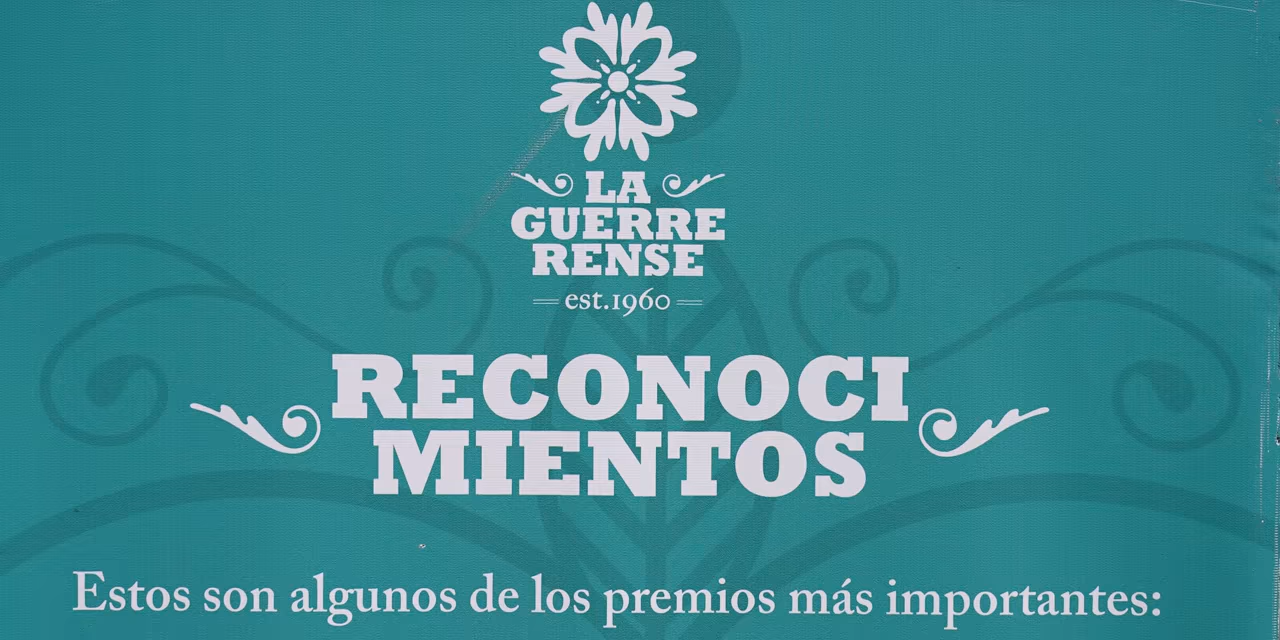 LA
GUERRE
RENSE
est.1960
RECONOCI
MIENTOS
Estos son algunos de los premios más importantes: